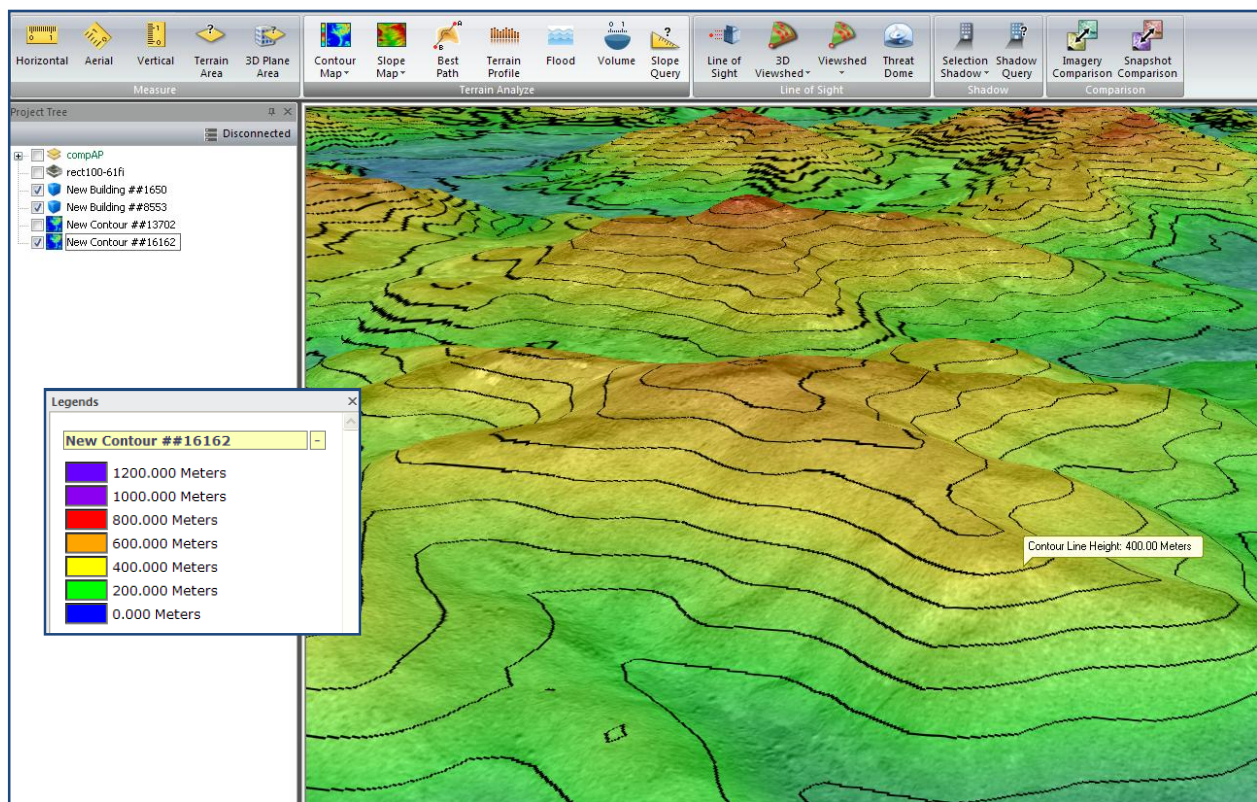 Horizontal
Aerial
Vertical
Terrain
Area
3D Plane
Area
Measure
Contour
Map
Slope
Map
Best
Path
Terrain
Profile
Flood
Volume
Slope
Query
Terrain Analyze
Line of
Sight
3D
Viewshed
Viewshed
Threat
Dome
Line of Sight
Selection
Shadow
Shadow
Query
Shadow
Imagery
Comparison
Snapshot
Comparison
Comparison
Project Tree
Disconnected
compAP
rect100-61fi
New Building ##1650
New Building ##8553
New Contour ##13702
New Contour ##16162
Legends
New Contour ##16162
1200.000 Meters
1000.000 Meters
800.000 Meters
600.000 Meters
400.000 Meters
200.000 Meters
0.000 Meters
Contour Line Height: 400.00 Meters